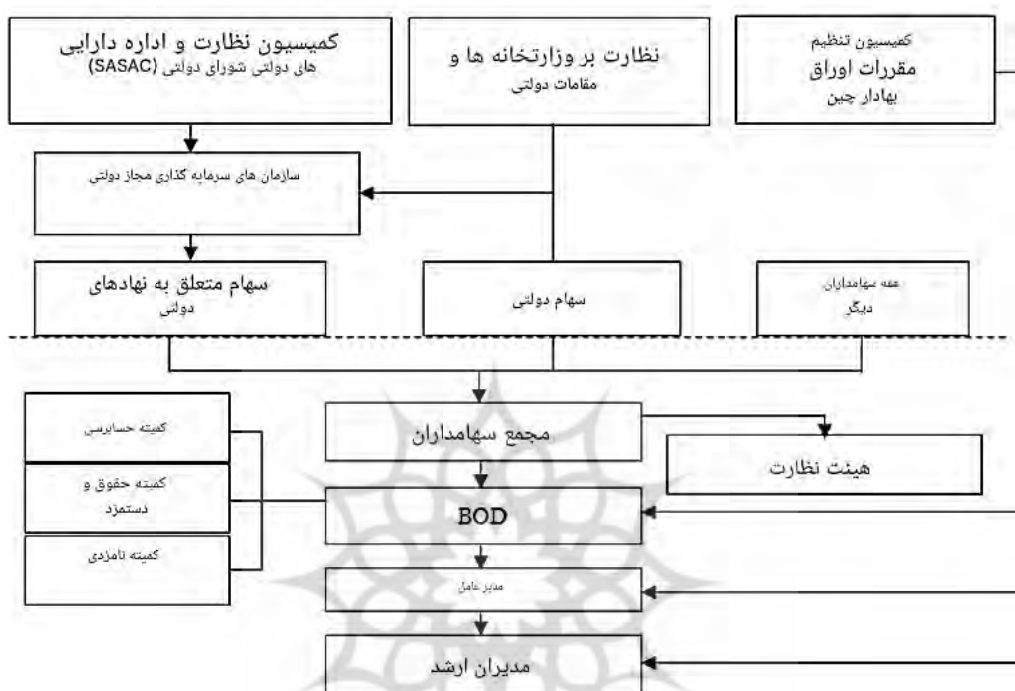 کمیسیون نظارت و اداره دارایی
های دولتی شورای دولتی (SASAC)
نظارت بر وزارتخانه ها و
مقامات دولتی
کمیسیون تنظیم
مقررات اوراق
بهادار چین
سازمان های سرمایه گذاری مجاز دولتی
سهام متعلق به نهادهای
دولتی
سهام دولتی
همه سهامداران
دیگر
مجمع سهامداران
هیئت نظارت
کمیته حسابرسی
کمیته حقوق و
دستمزد
کمیته نامزدی
BOD
مدیر عامل
مدیران ارشد